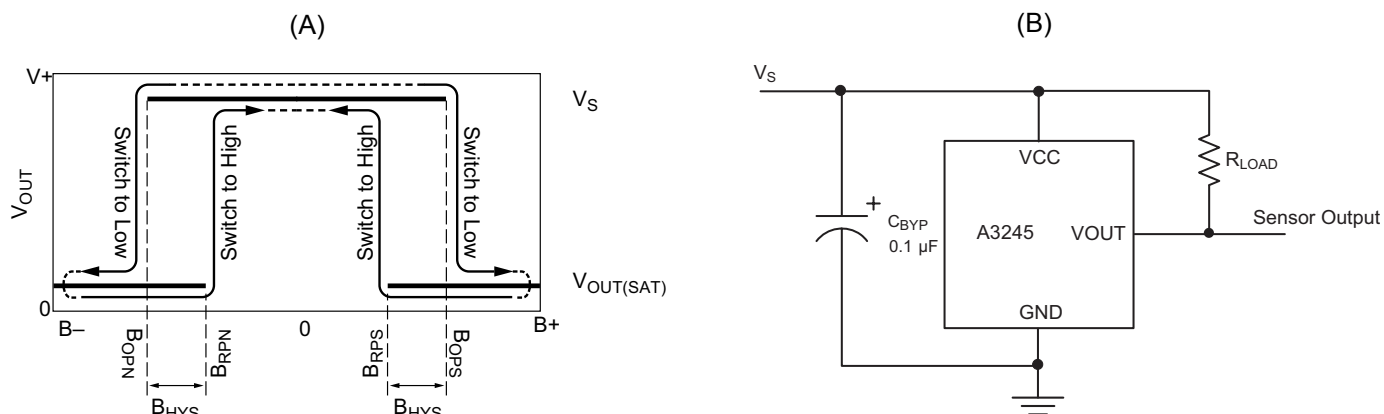 (A)
V+
VS
VOUT
Switch to Low
Switch to High
Switch to High
Switch to Low
VOUT(SAT)
0
B–
0
B+
BOPN
BRPN
BRPS
BOPS
BHYS
BHYS
(B)
VS
VCC
RLOAD
+
CBYP
0.1 µF
A3245
VOUT
Sensor Output
GND